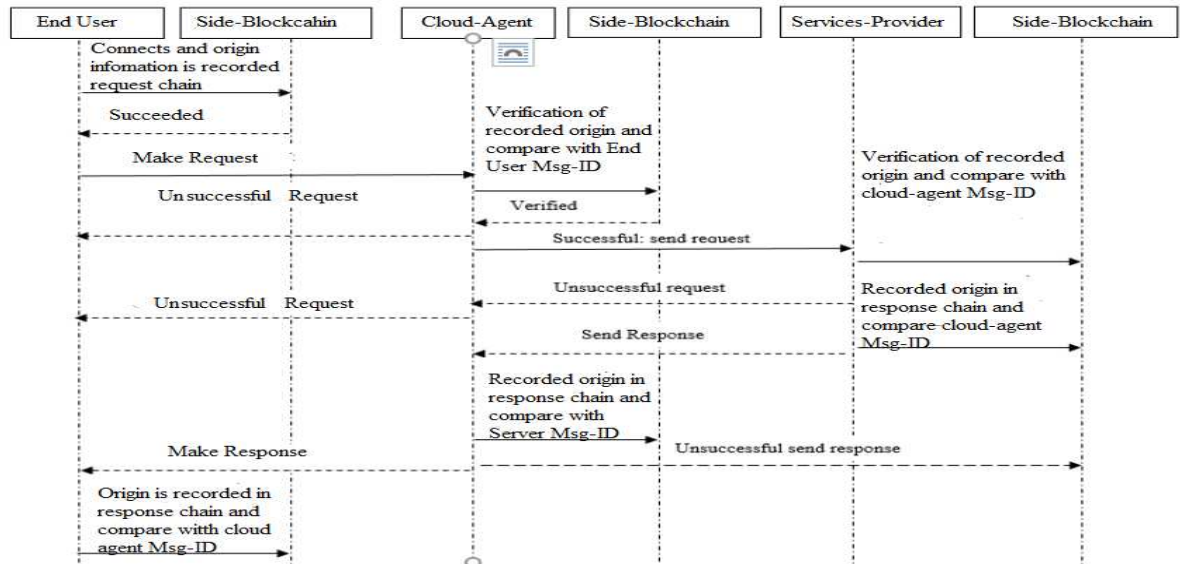 End User
Side-Blockcahin
Cloud-Agent
Side-Blockchain
Services-Provider
Side-Blockchain
Connects and origin
infomation is recorded
request chain
Succeeded
Make Request
Unsuccessful Request
Verification of
recorded origin and
compare with End
User Msg-ID
Verified
Verification of recorded
origin and compare with
cloud-agent Msg-ID
Successful: send request
Unsuccessful request
Unsuccessful Request
Recorded origin in
response chain and
compare cloud-agent
Msg-ID
Send Response
Recorded origin in
response chain and
compare with
Server Msg-ID
Make Response
Unsuccessful send response
Origin is recorded in
response chain and
compare witth cloud
agent Msg-ID